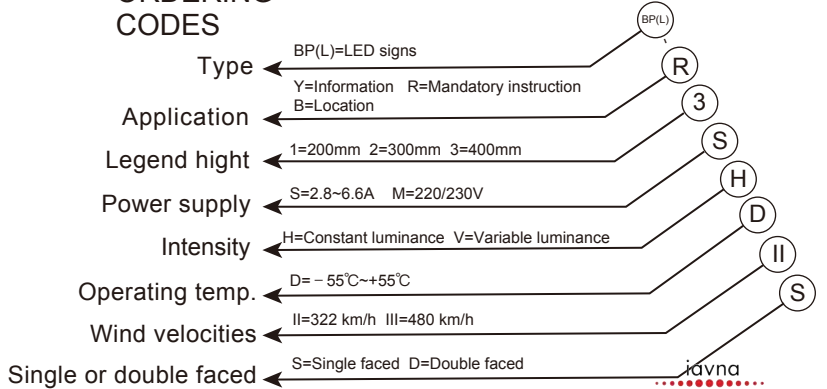 CODES
BP(L)
Type BP(L)=LED signs
R
Y=Information R=Mandatory instruction
Application B=Location
3
Legend hight 1=200mm 2=300mm 3=400mm
S
Power supply S=2.8~6.6A M=220/230V
H
Intensity H=Constant luminance V=Variable luminance
D
Operating temp. D=－55℃~+55℃
II
Wind velocities II=322 km/h III=480 km/h
S
Single or double faced S=Single faced D=Double faced